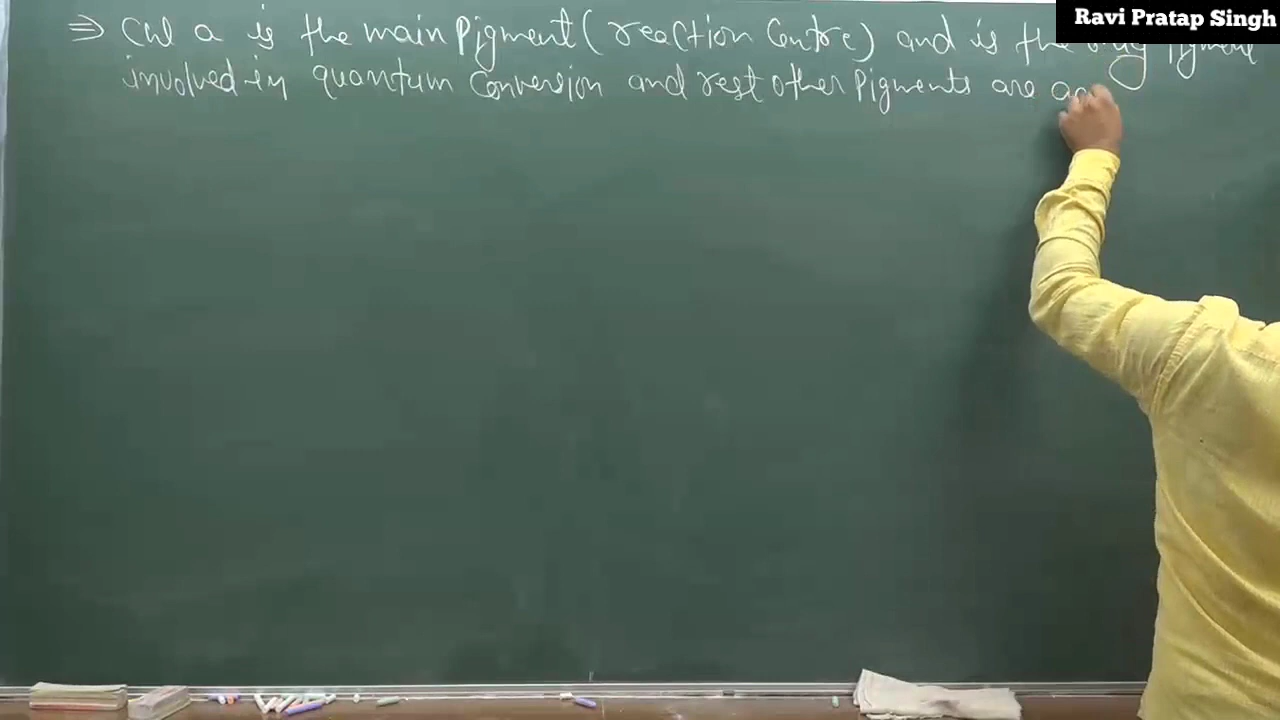 Ravi Pratap Singh
⇒ Chl a is the main Pigment ( reaction Centre ) and is the only Pigment
involved in quantum Conversion and rest other Pigments are